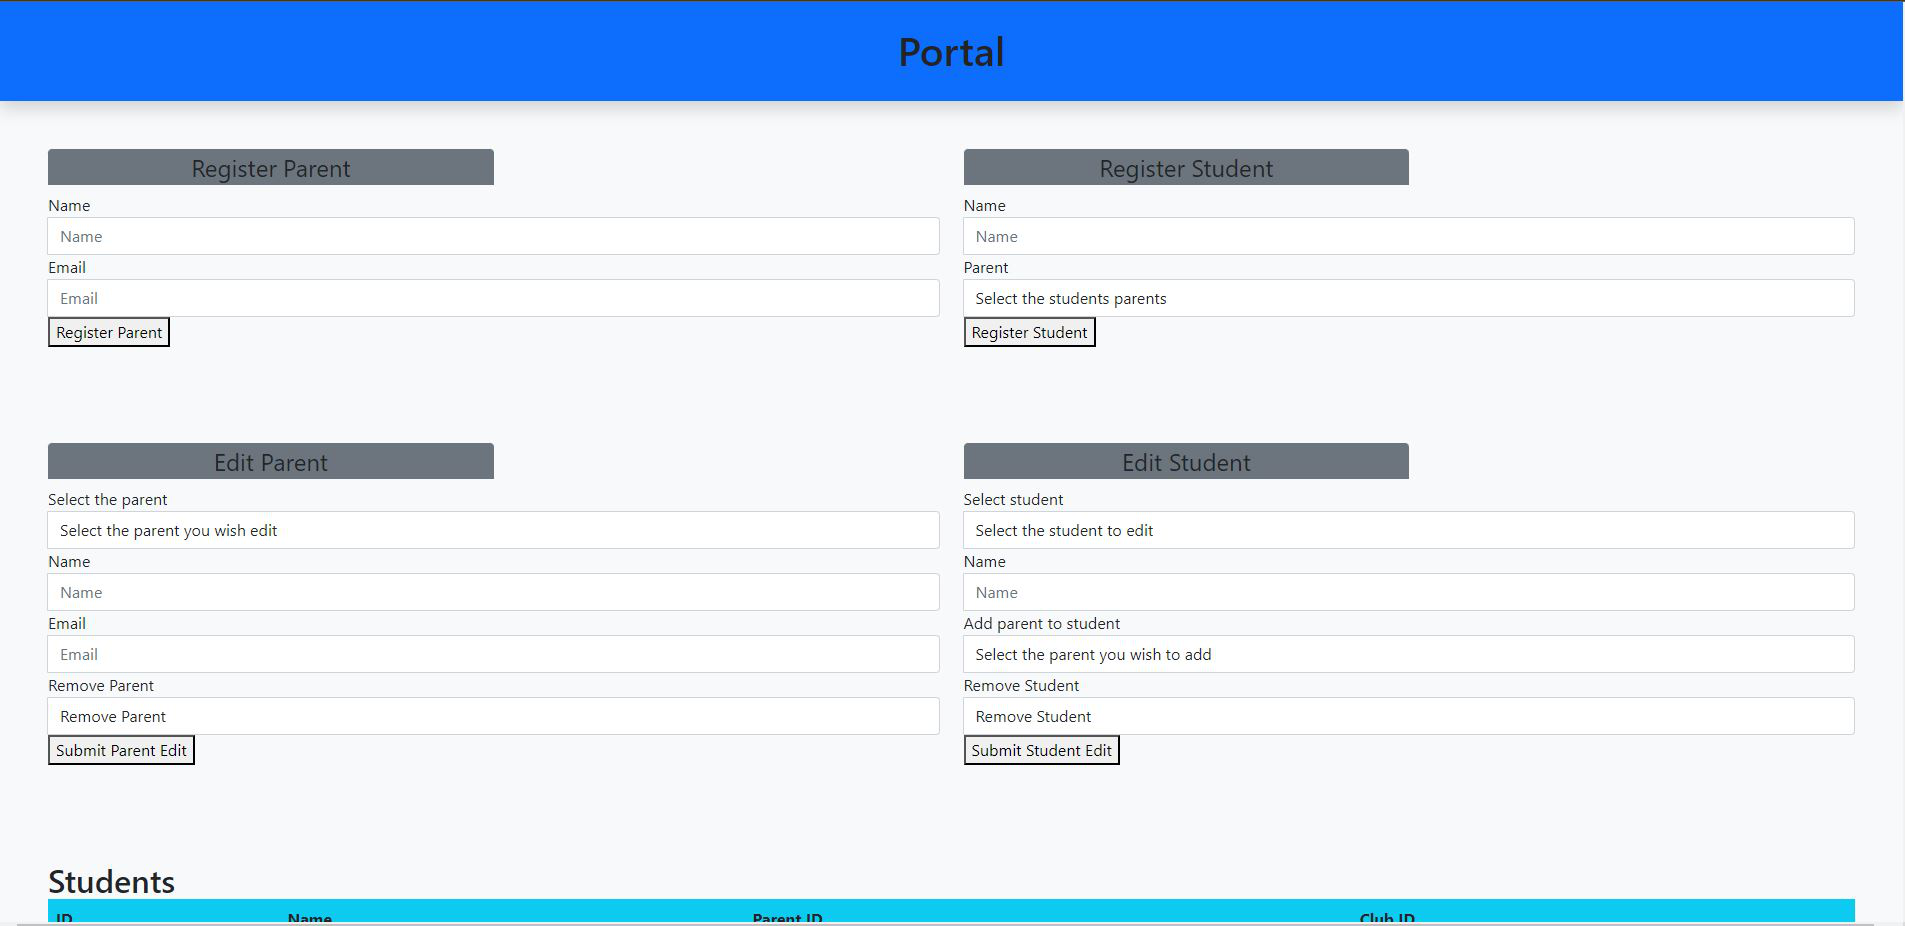 Portal
Register Parent
Name
Name
Email
Email
Register Parent
Register Student
Name
Name
Parent
Select the students parents
Register Student
Edit Parent
Select the parent
Select the parent you wish edit
Name
Name
Email
Email
Remove Parent
Remove Parent
Submit Parent Edit
Edit Student
Select student
Select the student to edit
Name
Name
Add parent to student
Select the parent you wish to add
Remove Student
Remove Student
Submit Student Edit
Students
ID Name Parent ID Club ID